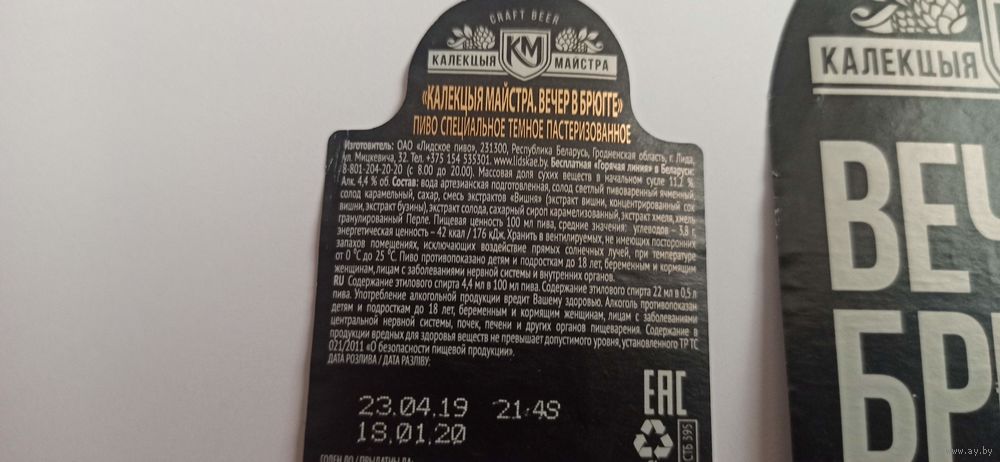 CRAFT BEER
КМ
КАЛЕКЦЫЯ МАЙСТРА
«КАЛЕКЦЫЯ МАЙСТРА. ВЕЧЕР В БРЮГГЕ»
ПИВО СПЕЦИАЛЬНОЕ ТЕМНОЕ ПАСТЕРИЗОВАННОЕ
Изготовитель: ОАО «Лидское пиво», 231300, Республика Беларусь, Гродненская область, г. Лида,
ул. Мицкевича, 32. Тел. +375 154 535301. www.lidskae.by. Бесплатная «Горячая линия» в Беларуси:
8-801-204-20-20 (с 8.00 до 20.00). Массовая доля сухих веществ в начальном сусле 11,2 %.
Алк. 4,4 % об. Состав: вода артезианская подготовленная, солод светлый пивоваренный ячменный,
солод карамельный, сахар, смесь экстрактов «Вишня» (экстракт вишни, концентрированный сок
вишни, экстракт бузины), экстракт солода, сахарный сироп карамелизованный, экстракт хмеля, хмель
гранулированный Перле. Пищевая ценность 100 мл пива, средние значения: углеводов – 3,8 г,
энергетическая ценность – 42 ккал / 176 кДж. Хранить в вентилируемых, не имеющих посторонних
запахов помещениях, исключающих воздействие прямых солнечных лучей, при температуре
от 0 °С до 25 °С. Пиво противопоказано детям и подросткам до 18 лет, беременным и кормящим
женщинам, лицам с заболеваниями нервной системы и внутренних органов.
RU Содержание этилового спирта 4,4 мл в 100 мл пива. Содержание этилового спирта 22 мл в 0,5 л
пива. Употребление алкогольной продукции вредит Вашему здоровью. Алкоголь противопоказан
детям и подросткам до 18 лет, беременным и кормящим женщинам, лицам с заболеваниями
центральной нервной системы, почек, печени и других органов пищеварения. Содержание в
продукции вредных для здоровья веществ не превышает допустимого уровня, установленного ТР ТС
021/2011 «О безопасности пищевой продукции».
ДАТА РОЗЛИВА / ДАТА РАЗЛІВУ:
23.04.19 21:48
18.01.20
ГОДЕН ДО / ПРЫДАТНЫ ДА:
EAC
СТБ 395
КАЛЕКЦЫЯ
ВЕЧ
БР
www.ay.by